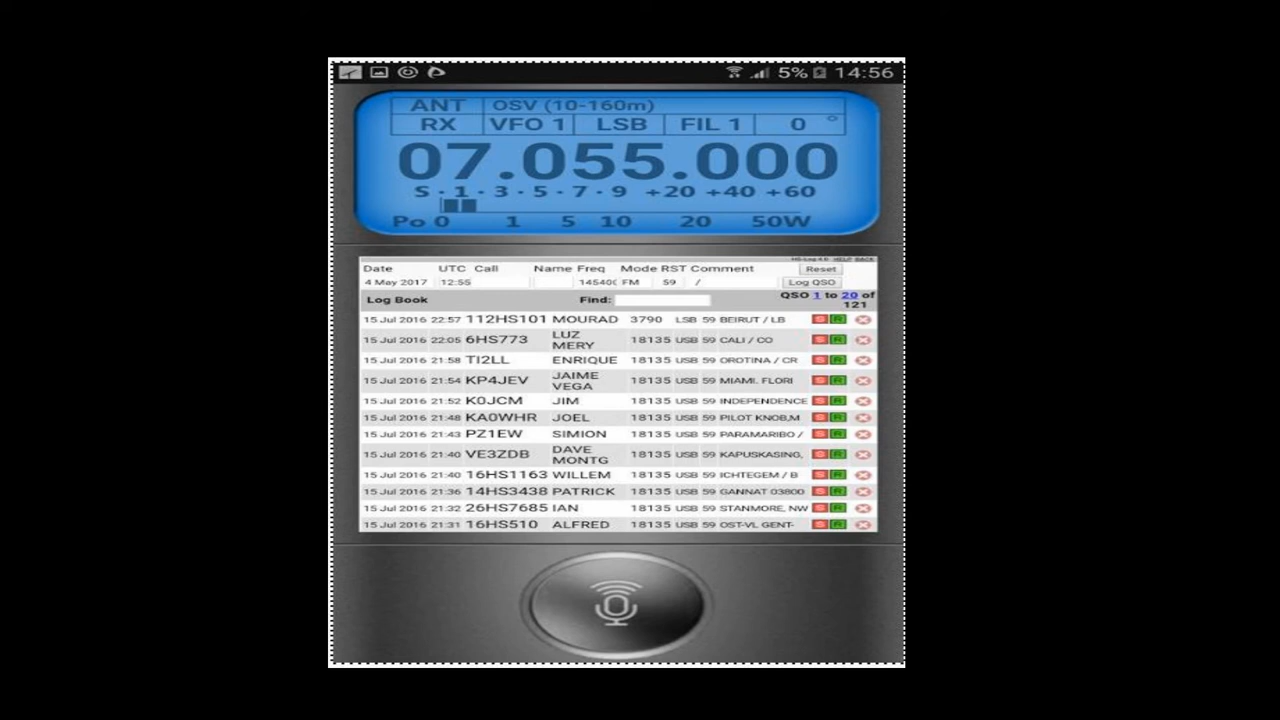 5% 14:56
ANT OSV (10-160m)
RX VFO 1 LSB FIL 1 0 °
07.055.000
S · 1 · 3 · 5 · 7 · 9 +20 +40 +60
Po 0 1 5 10 20 50W
HELP BACK
Date UTC Call Name Freq Mode RST Comment Reset
4 May 2017 12:55 14540 FM 59 / Log QSO
Log Book Find: QSO 1 to 20 of 121
15 Jul 2016 22:57 112HS101 MOURAD 3790 LSB 59 BEIRUT / LB S R
15 Jul 2016 22:05 6HS773 LUZ MERY 18135 USB 59 CALI / CO S R
15 Jul 2016 21:58 TI2LL ENRIQUE 18135 USB 59 OROTINA / CR S R
15 Jul 2016 21:54 KP4JEV JAIME VEGA 18135 USB 59 MIAMI. FLORI S R
15 Jul 2016 21:52 K0JCM JIM 18135 USB 59 INDEPENDENCE S R
15 Jul 2016 21:48 KA0WHR JOEL 18135 USB 59 PILOT KNOB,M S R
15 Jul 2016 21:43 PZ1EW SIMION 18135 USB 59 PARAMARIBO / S R
15 Jul 2016 21:40 VE3ZDB DAVE MONTG 18135 USB 59 KAPUSKASING, S R
15 Jul 2016 21:40 16HS1163 WILLEM 18135 USB 59 ICHTEGEM / B S R
15 Jul 2016 21:36 14HS3438 PATRICK 18135 USB 59 GANNAT 03800 S R
15 Jul 2016 21:32 26HS7685 IAN 18135 USB 59 STANMORE, NW S R
15 Jul 2016 21:31 16HS510 ALFRED 18135 USB 59 OST-VL GENT- S R